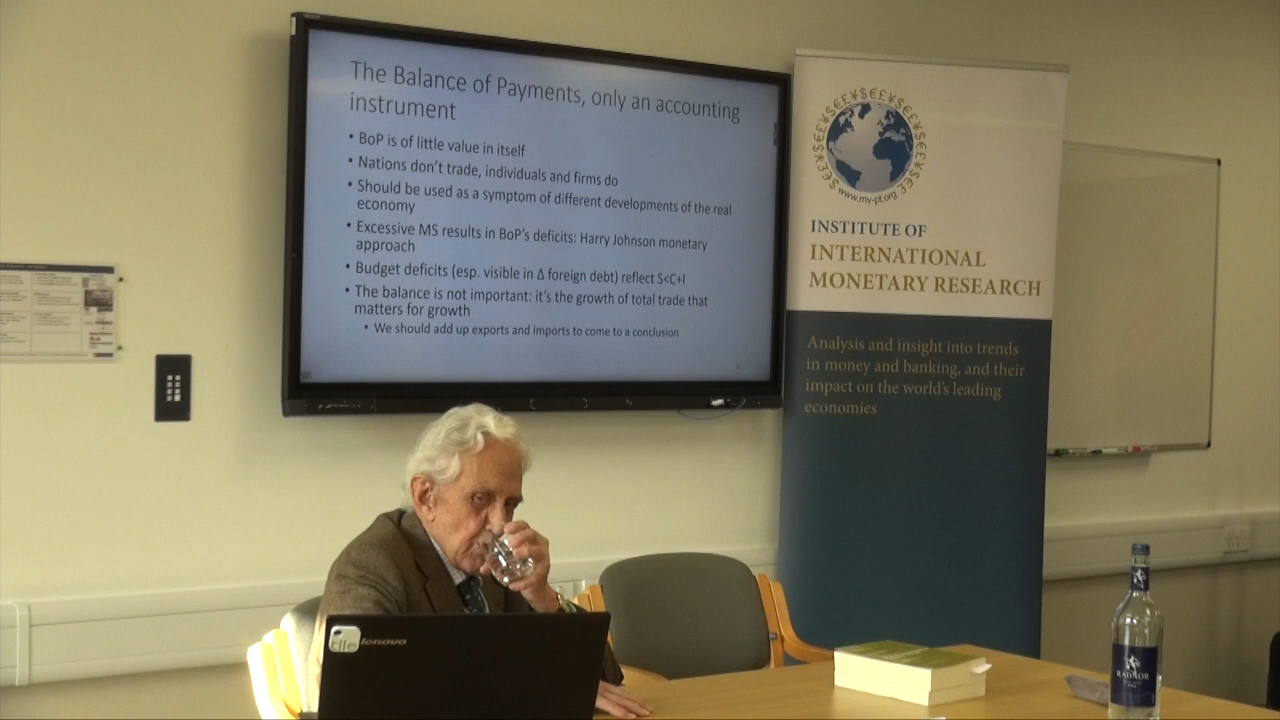 The Balance of Payments, only an accounting
instrument
• BoP is of little value in itself
• Nations don't trade, individuals and firms do
• Should be used as a symptom of different developments of the real
economy
• Excessive MS results in BoP's deficits: Harry Johnson monetary
approach
• Budget deficits (esp. visible in Δ foreign debt) reflect S<C+I
• The balance is not important: it's the growth of total trade that
matters for growth
• We should add up exports and imports to come to a conclusion
www.mv-pt.org
INSTITUTE OF
INTERNATIONAL
MONETARY RESEARCH
Analysis and insight into trends
in money and banking, and their
impact on the world's leading
economies
lenovo
RADNOR